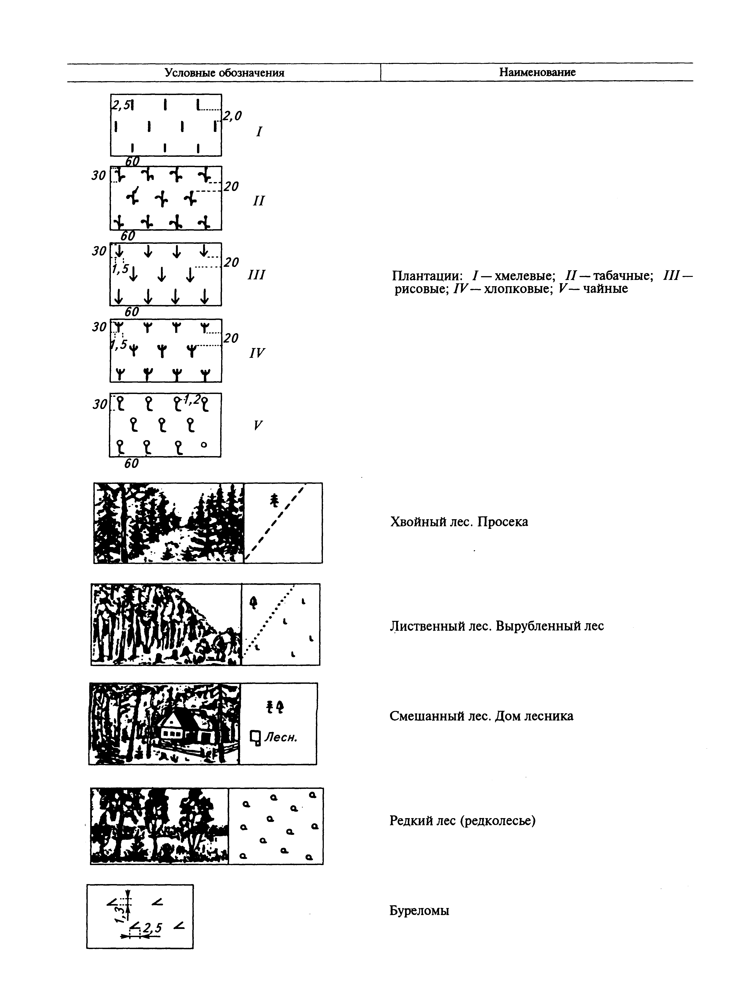 Условные обозначения
Наименование
2,5
2,0
I
60
30
20
II
60
30
1,5
20
III
Плантации: I — хмелевые; II — табачные; III —
рисовые; IV — хлопковые; V — чайные
60
30
1,5
20
IV
30
1,2
V
60
Хвойный лес. Просека
Лиственный лес. Вырубленный лес
Смешанный лес. Дом лесника
Лесн.
Редкий лес (редколесье)
1,3
2,5
Буреломы